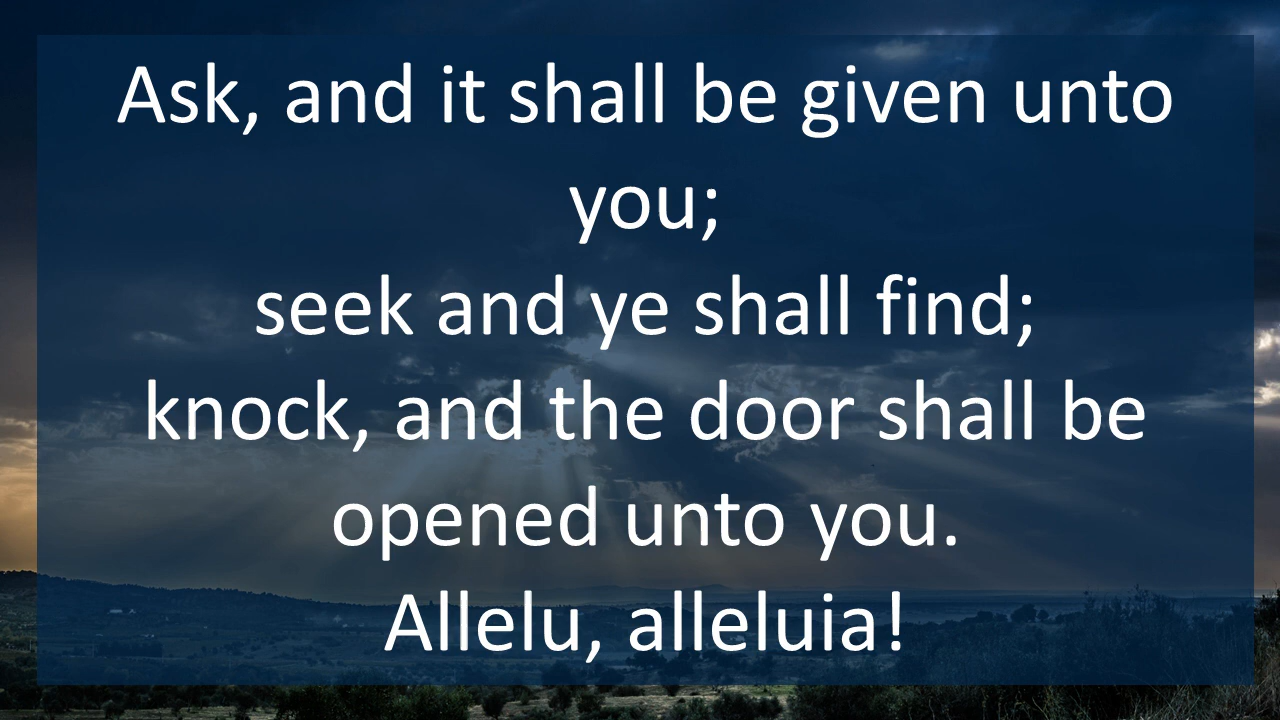 Ask, and it shall be given unto
you;
seek and ye shall find;
knock, and the door shall be
opened unto you.
Allelu, alleluia!